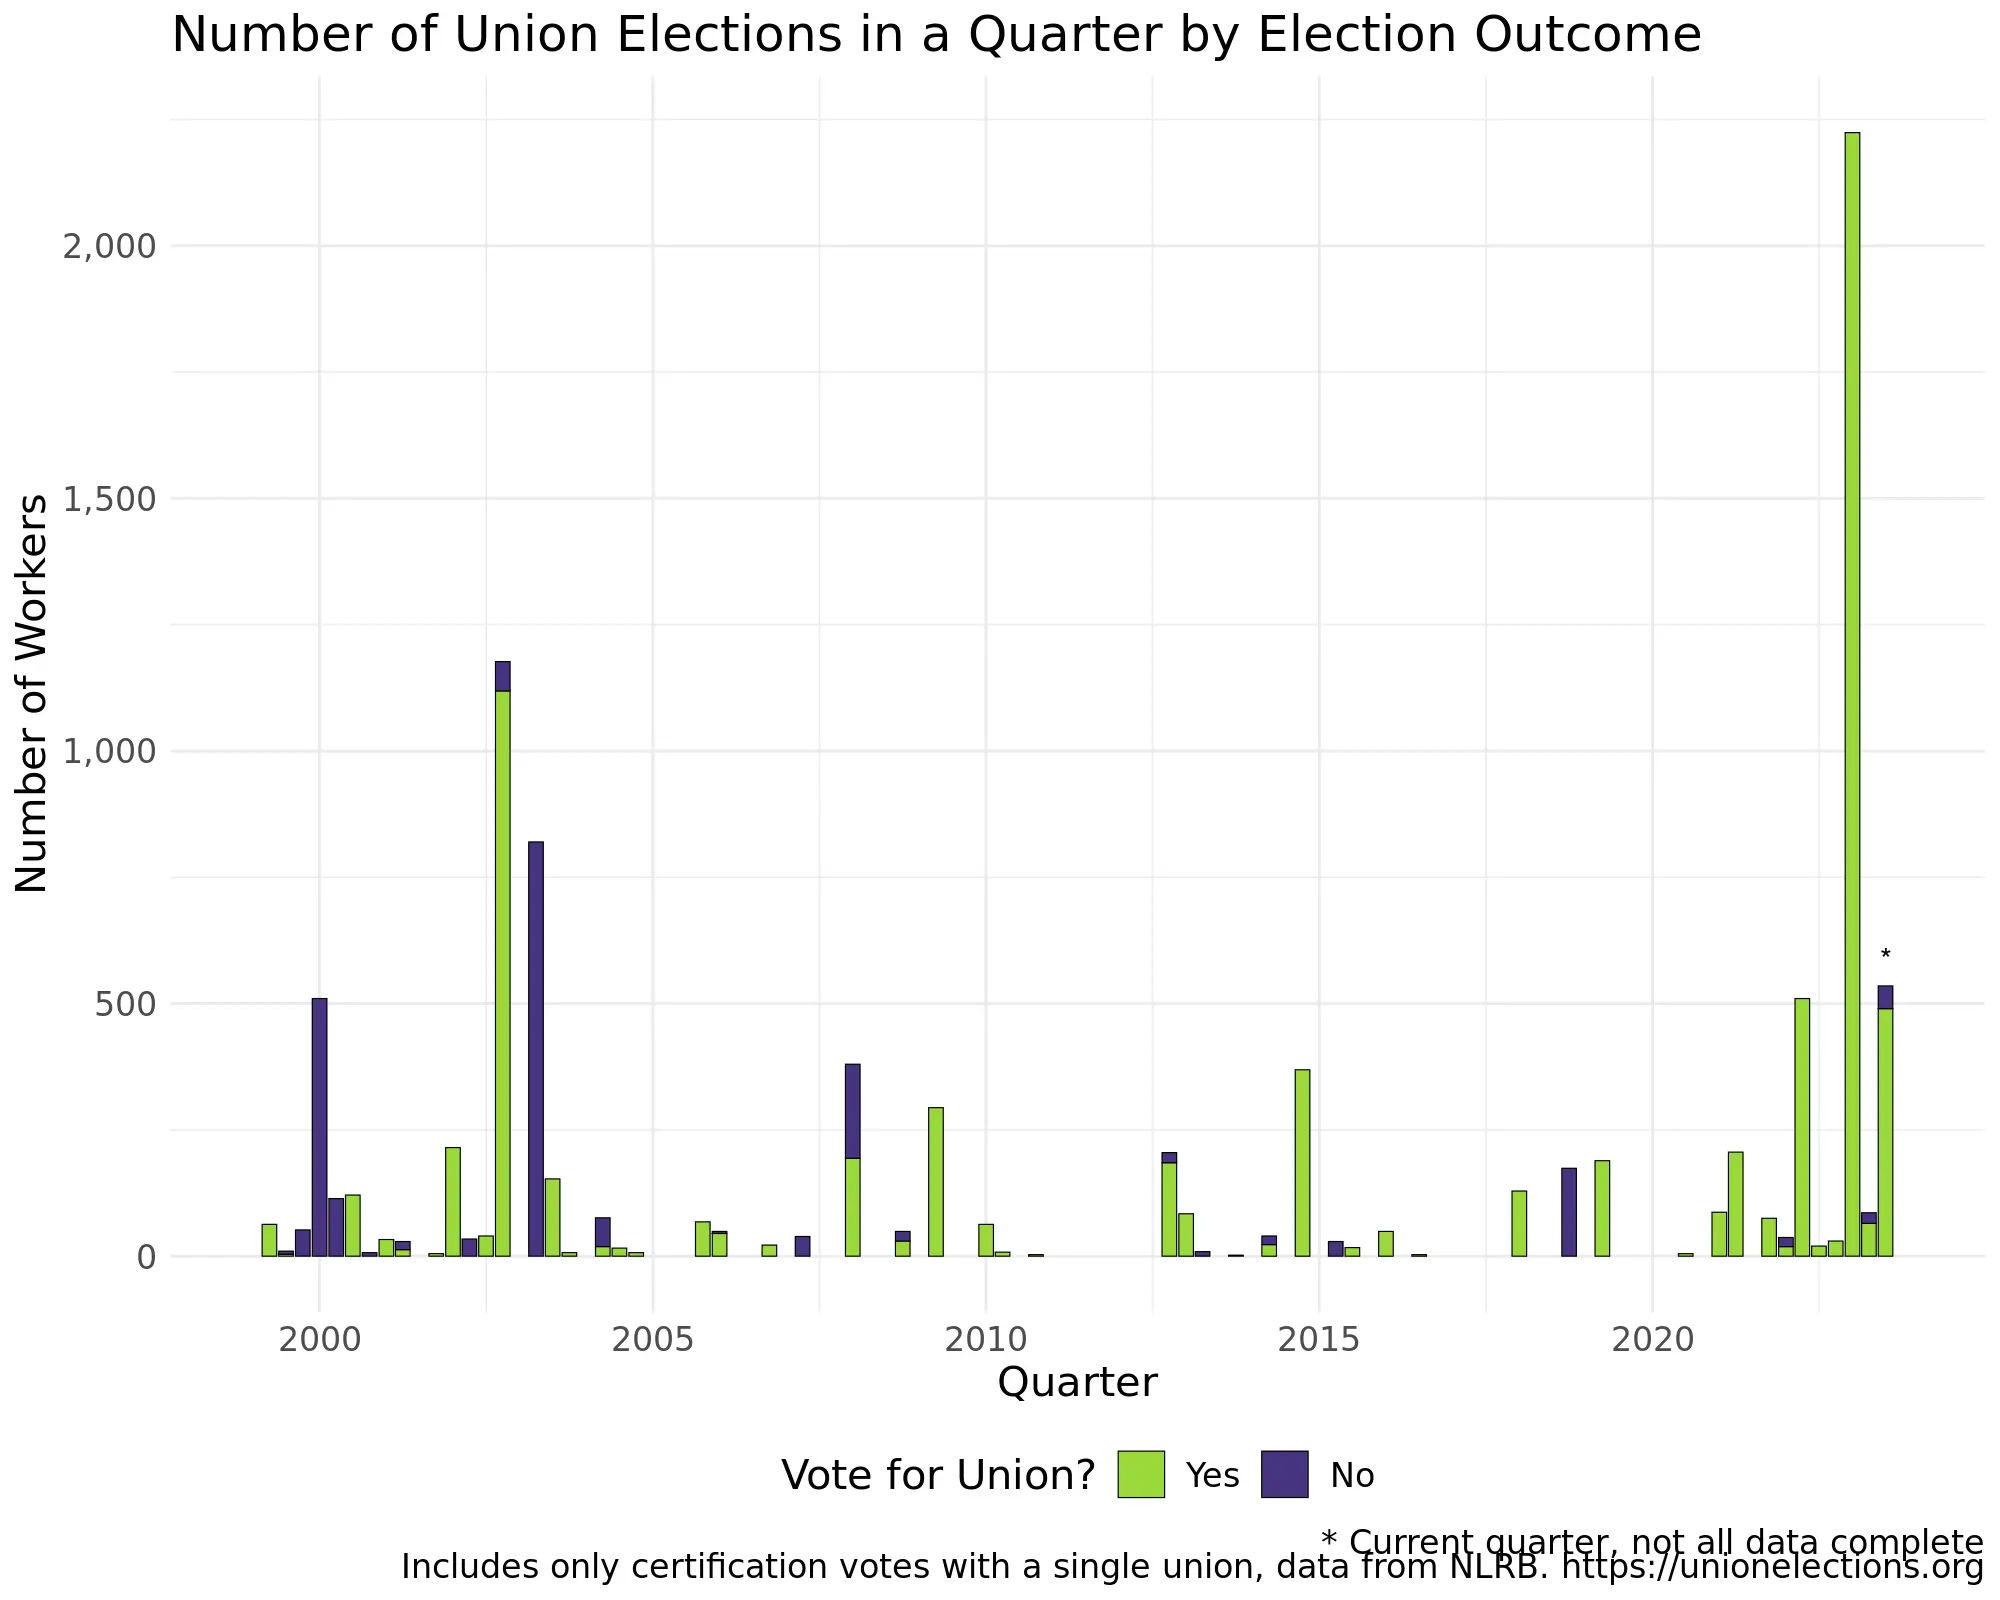 Number of Union Elections in a Quarter by Election Outcome
Number of Workers
2,000
1,500
1,000
500
0
*
2000 2005 2010 2015 2020
Quarter
Vote for Union? Yes No
* Current quarter, not all data complete
Includes only certification votes with a single union, data from NLRB. https://unionelections.org